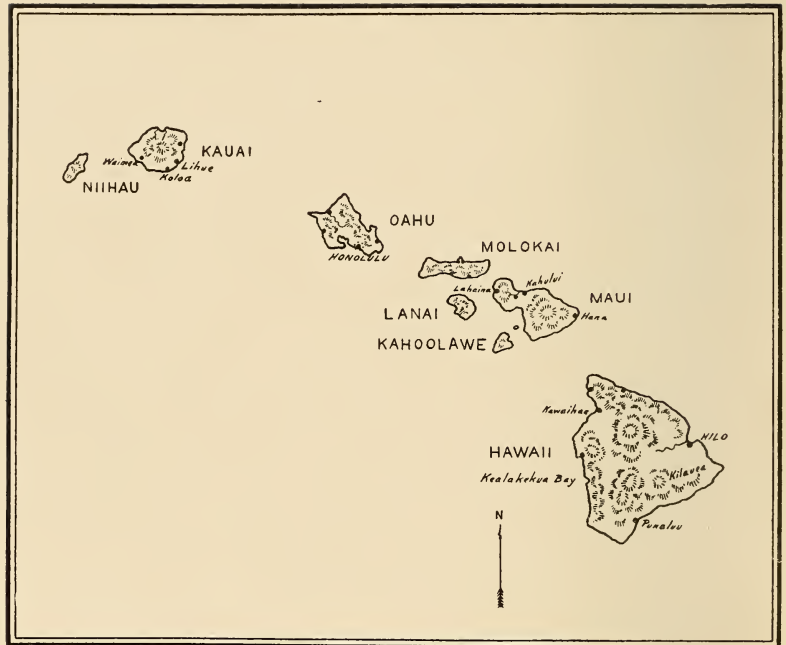 KAUAI
Waimea
Lihue
Koloa
NIIHAU
OAHU
HONOLULU
MOLOKAI
Lahaina
Kahului
MAUI
LANAI
Hana
KAHOOLAWE
Kawaihae
HILO
HAWAII
Kilauea
Kealakekua Bay
N
Punaluu